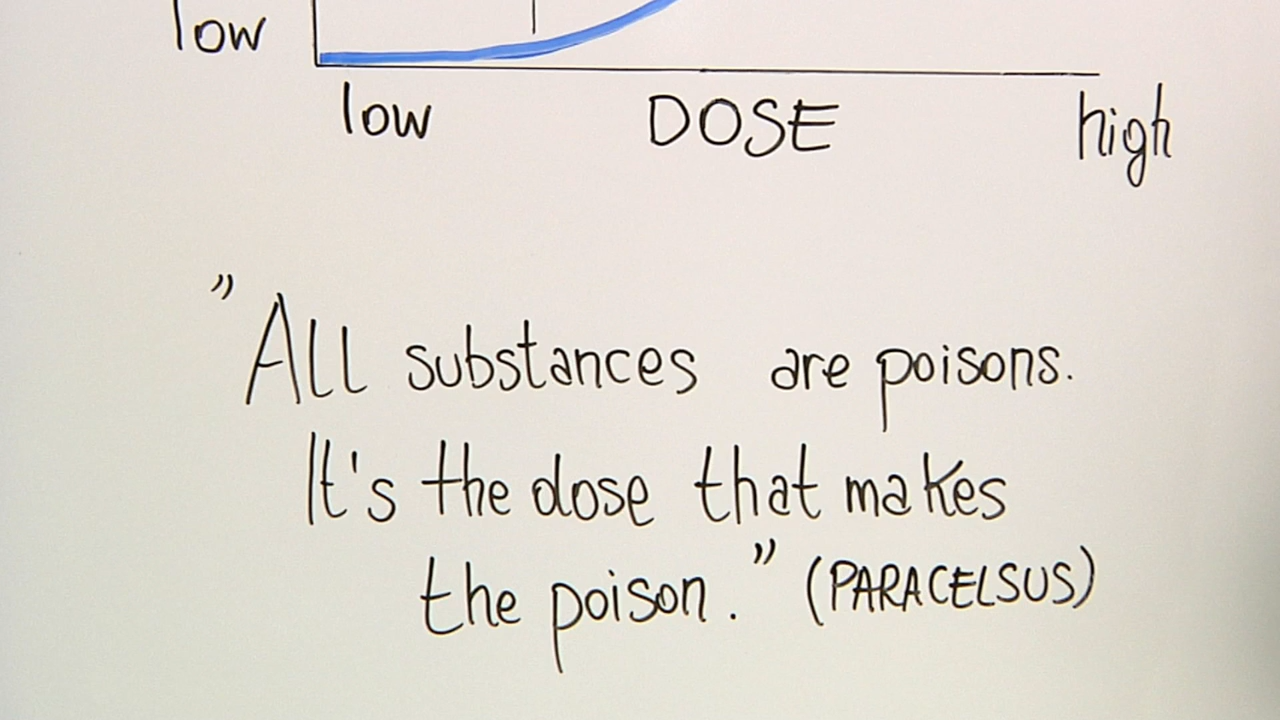 low
low DOSE high
"All substances are poisons.
It's the dose that makes
the poison." (PARACELSUS)